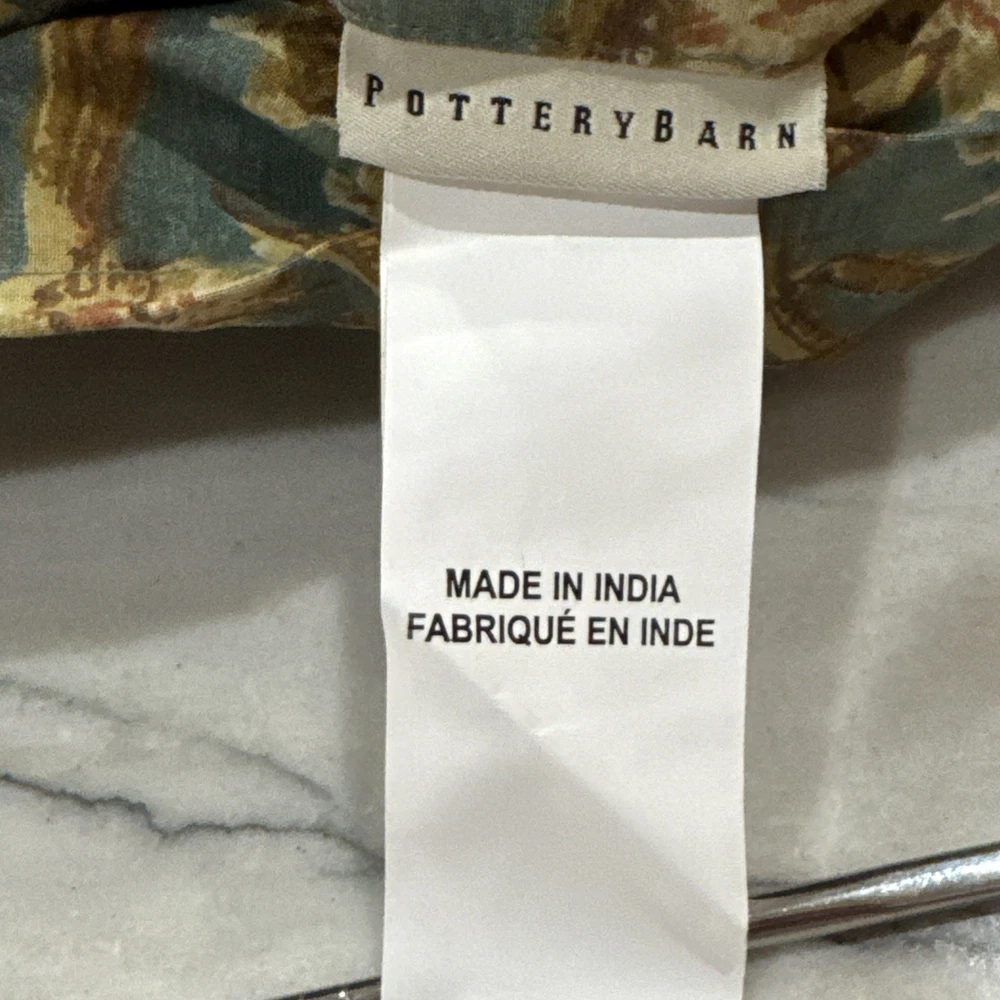 POTTERYBARN
MADE IN INDIA
FABRIQUÉ EN INDE